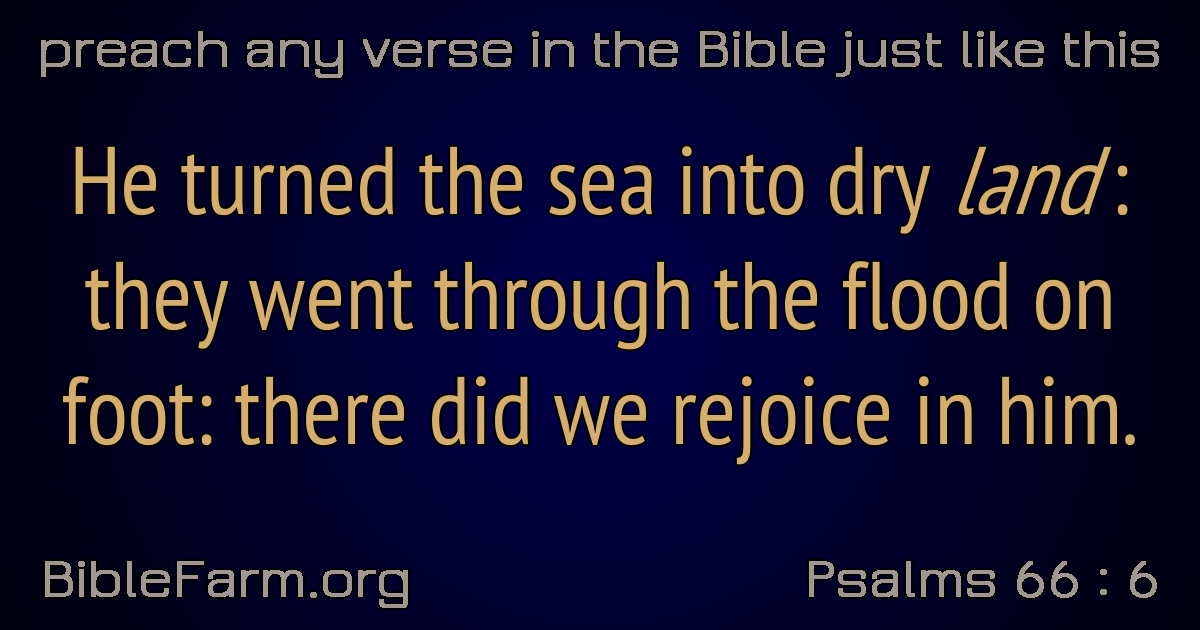 preach any verse in the Bible just like this
He turned the sea into dry land:
they went through the flood on
foot: there did we rejoice in him.
BibleFarm.org
Psalms 66 : 6